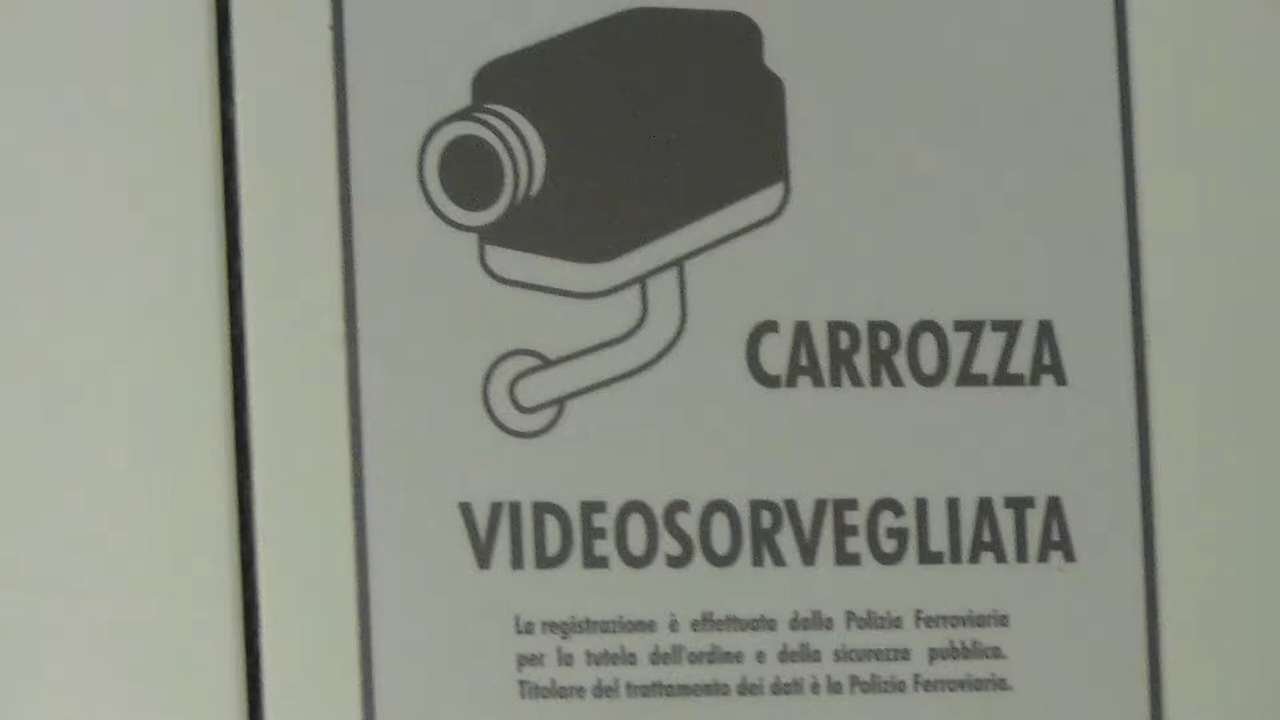 CARROZZA
VIDEOSORVEGLIATA
La registrazione è effettuata dalla Polizia Ferroviaria
per la tutela dell'ordine e della sicurezza pubblica.
Titolare del trattamento dei dati è la Polizia Ferroviaria.